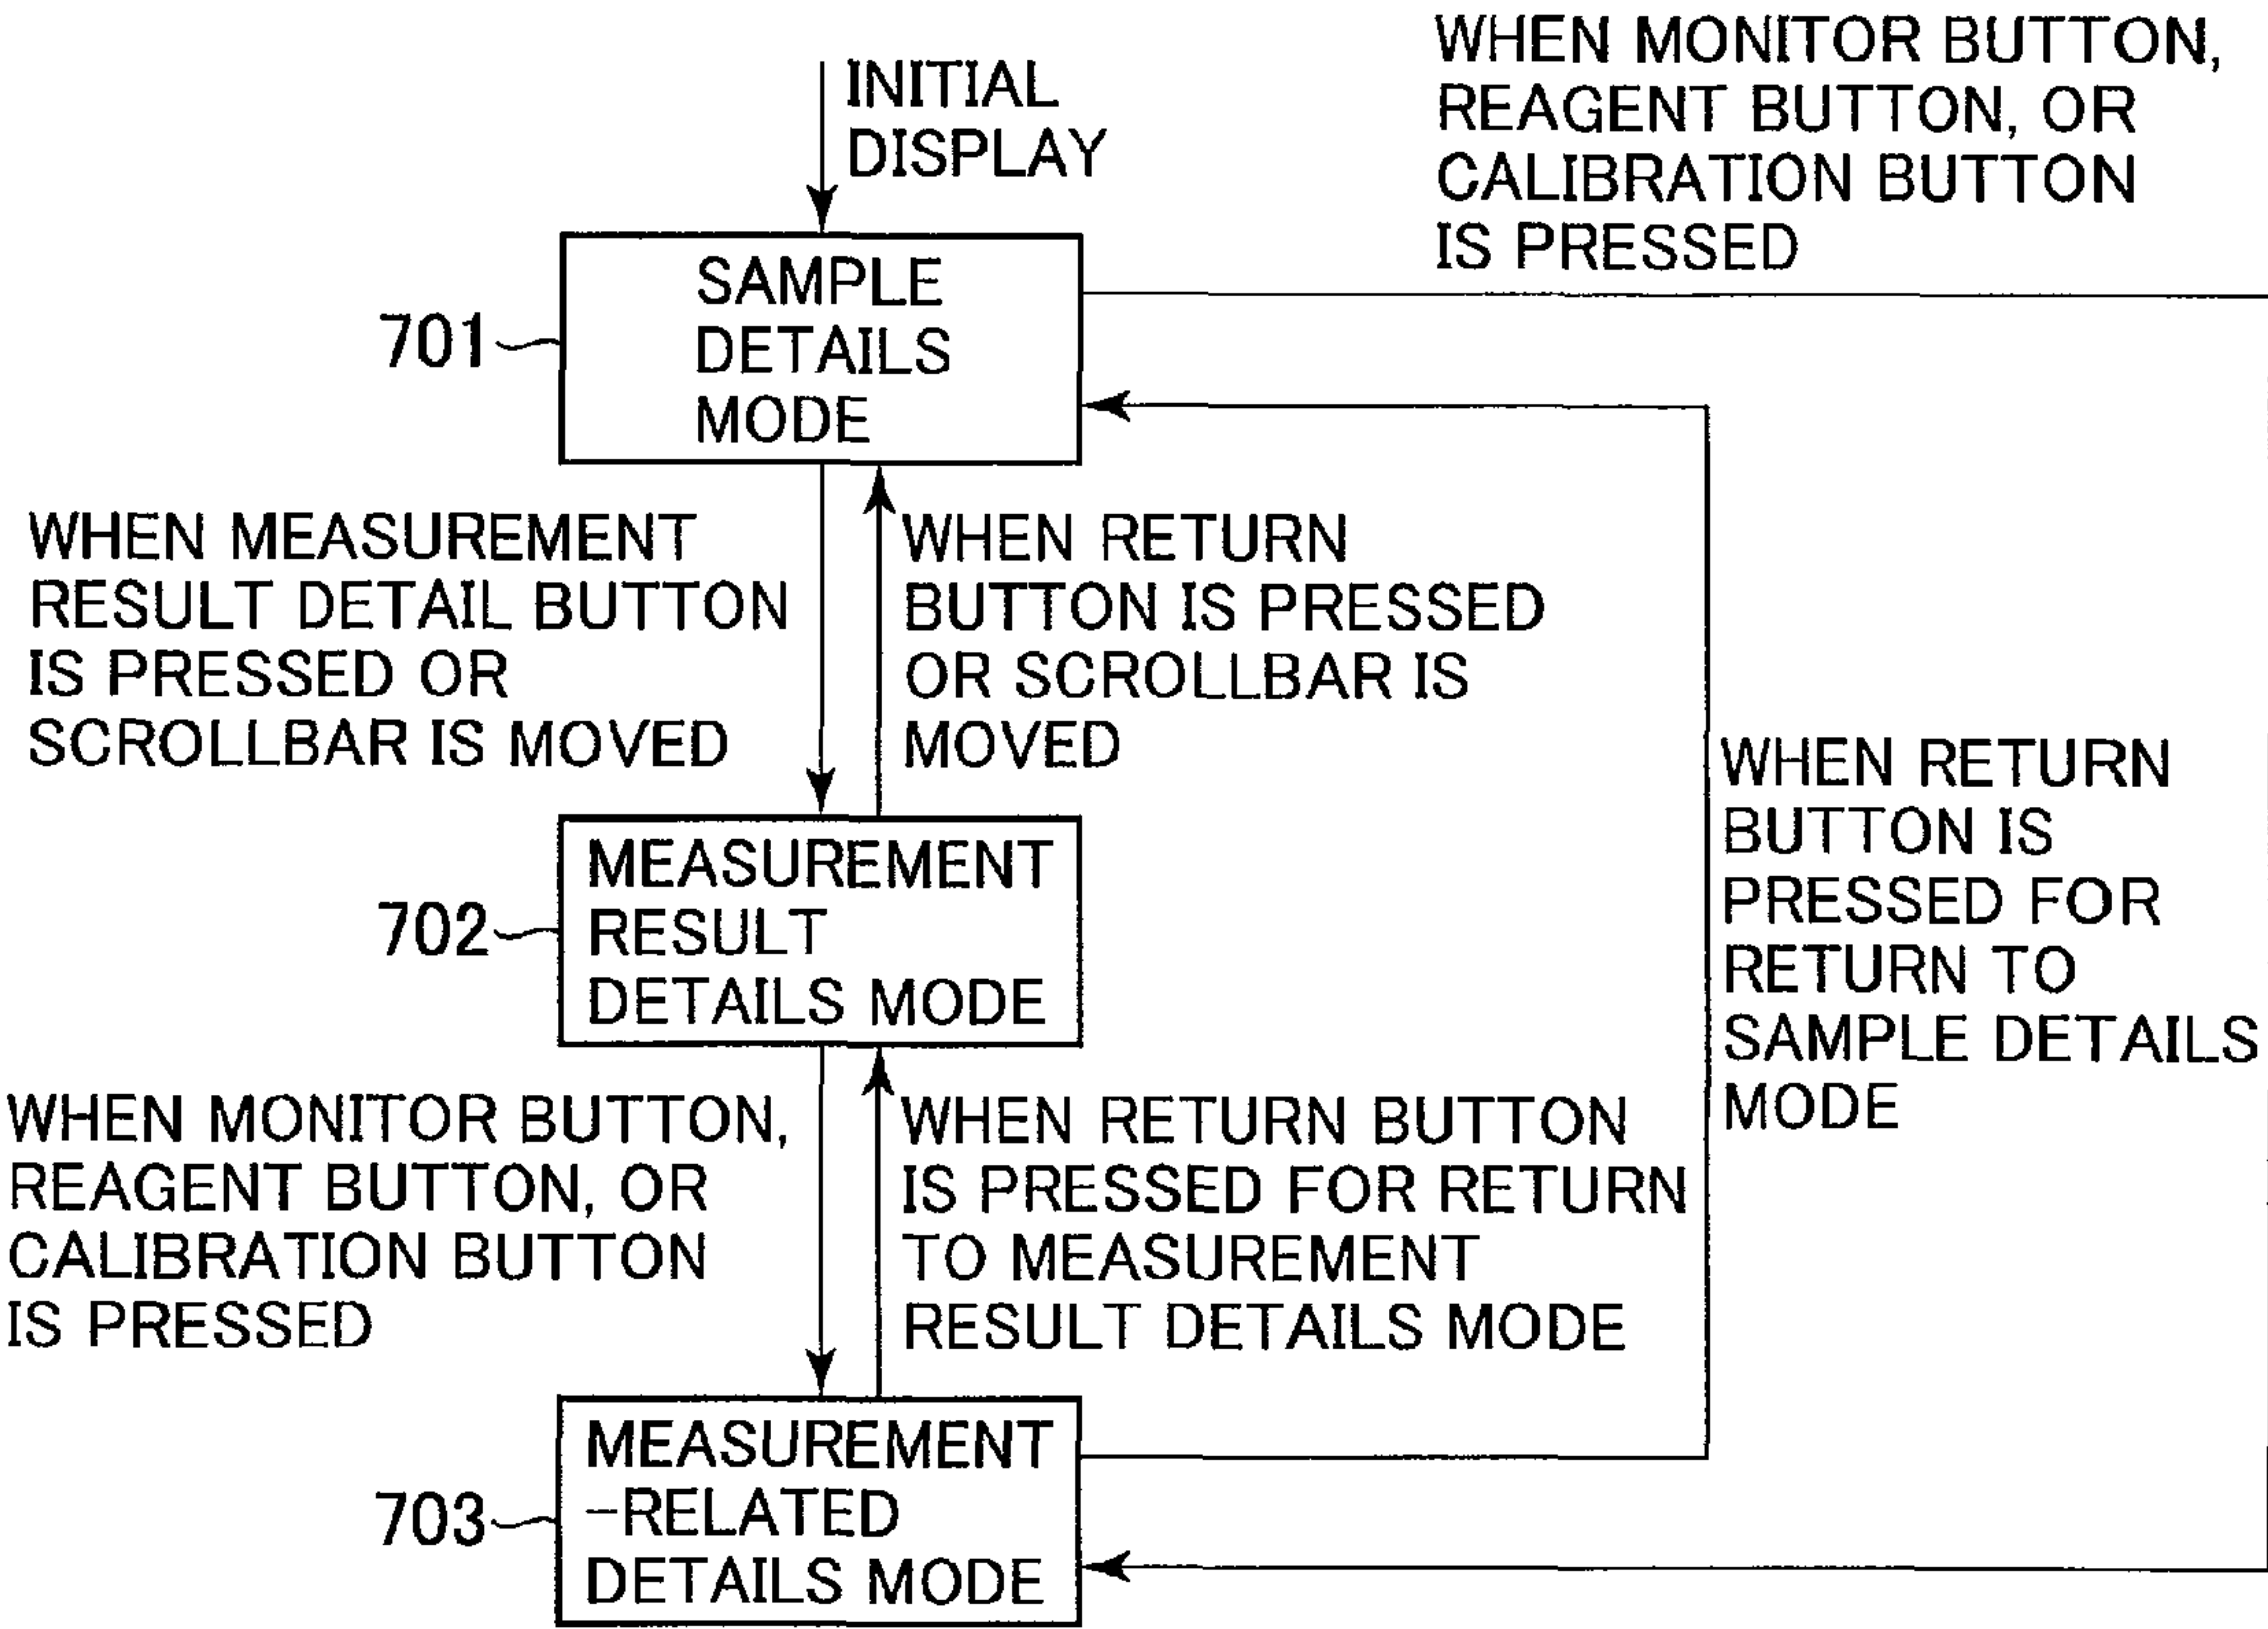 INITIAL
DISPLAY
WHEN MONITOR BUTTON,
REAGENT BUTTON, OR
CALIBRATION BUTTON
IS PRESSED
701
SAMPLE
DETAILS
MODE
WHEN MEASUREMENT
RESULT DETAIL BUTTON
IS PRESSED OR
SCROLLBAR IS MOVED
WHEN RETURN
BUTTON IS PRESSED
OR SCROLLBAR IS
MOVED
WHEN RETURN
BUTTON IS
PRESSED FOR
RETURN TO
SAMPLE DETAILS
MODE
702
MEASUREMENT
RESULT
DETAILS MODE
WHEN MONITOR BUTTON,
REAGENT BUTTON, OR
CALIBRATION BUTTON
IS PRESSED
WHEN RETURN BUTTON
IS PRESSED FOR RETURN
TO MEASUREMENT
RESULT DETAILS MODE
703
MEASUREMENT
-RELATED
DETAILS MODE